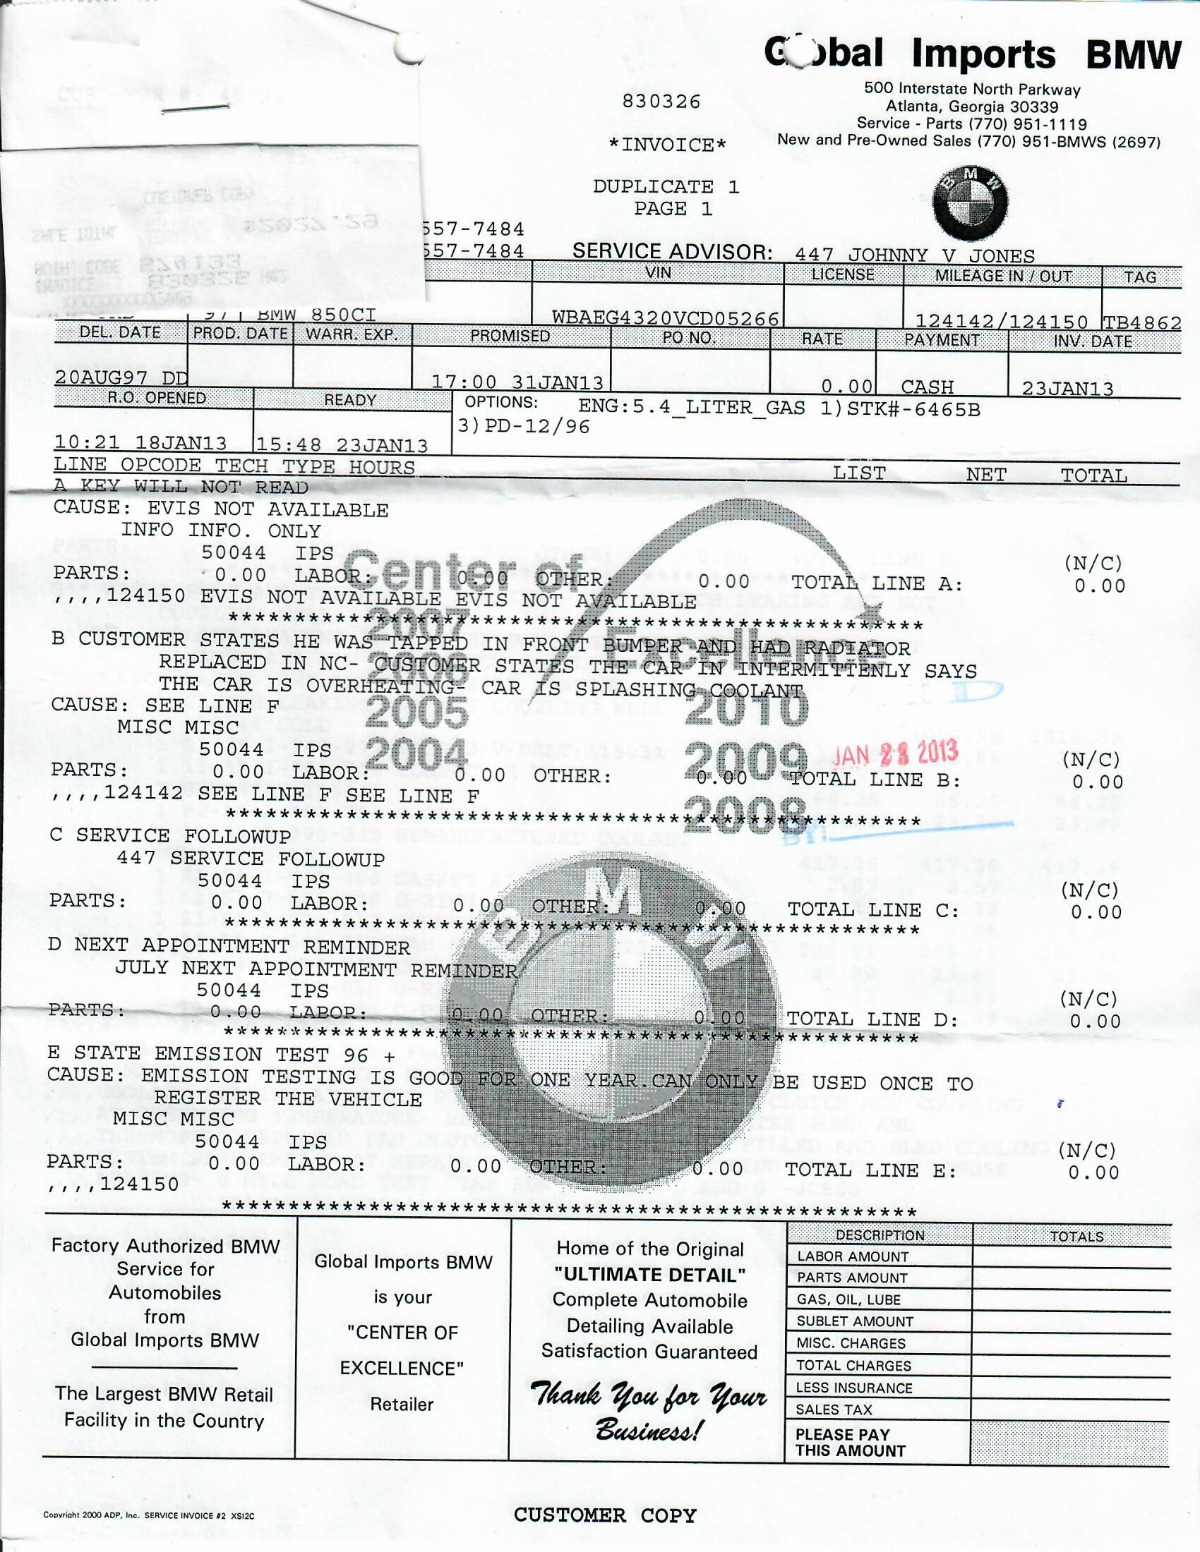 Global Imports BMW
500 Interstate North Parkway
Atlanta, Georgia 30339
Service - Parts (770) 951-1119
New and Pre-Owned Sales (770) 951-BMWS (2697)
830326
*INVOICE*
DUPLICATE 1
PAGE 1
BMW
CUSTOMER COPY
SALE TOTAL $2027.29
AUTH CODE 574133
INVOICE: 830326
557-7484
557-7484 SERVICE ADVISOR: 447 JOHNNY V JONES
VIN LICENSE MILEAGE IN / OUT TAG
97 BMW 850CI WBAEG4320VCD05266 124142/124150 TB4862
DEL. DATE PROD. DATE WARR. EXP. PROMISED PO NO. RATE PAYMENT INV. DATE
20AUG97 DD 17:00 31JAN13 0.00 CASH 23JAN13
R.O. OPENED READY OPTIONS: ENG:5.4_LITER_GAS 1)STK#-6465B
3)PD-12/96
10:21 18JAN13 15:48 23JAN13
LINE OPCODE TECH TYPE HOURS LIST NET TOTAL
A KEY WILL NOT READ
CAUSE: EVIS NOT AVAILABLE
INFO INFO. ONLY
50044 IPS (N/C)
PARTS: 0.00 LABOR: 0.00 OTHER: 0.00 TOTAL LINE A: 0.00
,,,,124150 EVIS NOT AVAILABLE EVIS NOT AVAILABLE
****************************************************
B CUSTOMER STATES HE WAS TAPPED IN FRONT BUMPER AND HAD RADIATOR
REPLACED IN NC- CUSTOMER STATES THE CAR IN INTERMITIENLY SAYS
THE CAR IS OVERHEATING- CAR IS SPLASHING COOLANT
CAUSE: SEE LINE F
MISC MISC
50044 IPS (N/C)
PARTS: 0.00 LABOR: 0.00 OTHER: 0.00 TOTAL LINE B: 0.00
,,,,124142 SEE LINE F SEE LINE F
****************************************************
Center of
Excellence
2007
2006
2005
2004
2010
2009
2008
JAN 23 2013
BY:
C SERVICE FOLLOWUP
447 SERVICE FOLLOWUP
50044 IPS (N/C)
PARTS: 0.00 LABOR: 0.00 OTHER: 0.00 TOTAL LINE C: 0.00
****************************************************
BMW
D NEXT APPOINTMENT REMINDER
JULY NEXT APPOINTMENT REMINDER
50044 IPS (N/C)
PARTS: 0.00 LABOR: 0.00 OTHER: 0.00 TOTAL LINE D: 0.00
****************************************************
E STATE EMISSION TEST 96 +
CAUSE: EMISSION TESTING IS GOOD FOR ONE YEAR.CAN ONLY BE USED ONCE TO
REGISTER THE VEHICLE
MISC MISC
50044 IPS (N/C)
PARTS: 0.00 LABOR: 0.00 OTHER: 0.00 TOTAL LINE E: 0.00
,,,,124150
****************************************************
Factory Authorized BMW
Service for
Automobiles
from
Global Imports BMW
The Largest BMW Retail
Facility in the Country
Global Imports BMW
is your
"CENTER OF
EXCELLENCE"
Retailer
Home of the Original
"ULTIMATE DETAIL"
Complete Automobile
Detailing Available
Satisfaction Guaranteed
Thank You for Your
Business!
DESCRIPTION TOTALS
LABOR AMOUNT
PARTS AMOUNT
GAS, OIL, LUBE
SUBLET AMOUNT
MISC. CHARGES
TOTAL CHARGES
LESS INSURANCE
SALES TAX
PLEASE PAY
THIS AMOUNT
Copyright 2000 ADP, Inc. SERVICE INVOICE #2 XSI2C
CUSTOMER COPY